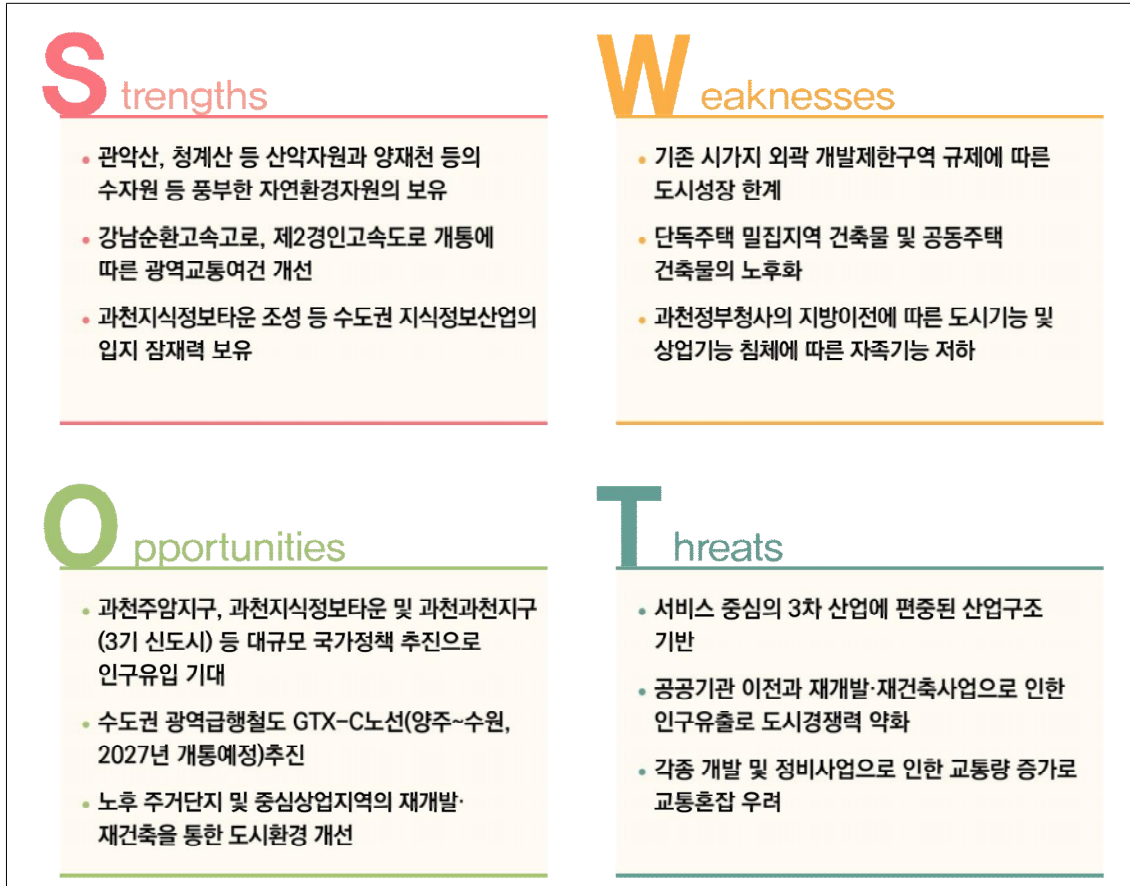 Strengths
• 관악산, 청계산 등 산악자원과 양재천 등의
수자원 등 풍부한 자연환경자원의 보유
• 강남순환고속고로, 제2경인고속도로 개통에
따른 광역교통여건 개선
• 과천지식정보타운 조성 등 수도권 지식정보산업의
입지 잠재력 보유
Weaknesses
• 기존 시가지 외곽 개발제한구역 규제에 따른
도시성장 한계
• 단독주택 밀집지역 건축물 및 공동주택
건축물의 노후화
• 과천정부청사의 지방이전에 따른 도시기능 및
상업기능 침체에 따른 자족기능 저하
Opportunities
• 과천주암지구, 과천지식정보타운 및 과천과천지구
(3기 신도시) 등 대규모 국가정책 추진으로
인구유입 기대
• 수도권 광역급행철도 GTX-C노선(양주~수원,
2027년 개통예정)추진
• 노후 주거단지 및 중심상업지역의 재개발·
재건축을 통한 도시환경 개선
Threats
• 서비스 중심의 3차 산업에 편중된 산업구조
기반
• 공공기관 이전과 재개발·재건축사업으로 인한
인구유출로 도시경쟁력 약화
• 각종 개발 및 정비사업으로 인한 교통량 증가로
교통혼잡 우려